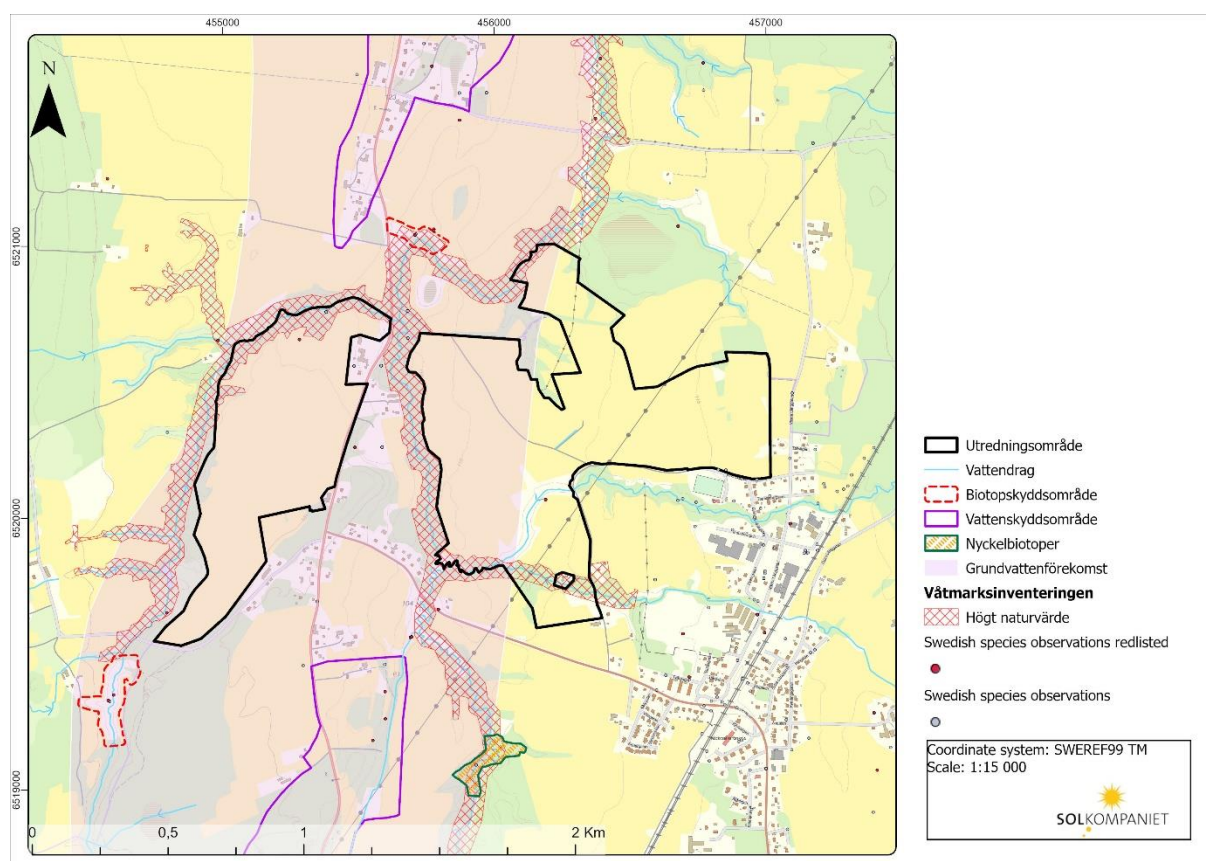 455000
456000
457000
N
6521000
6520000
6519000
0
0,5
1
2 Km
Utredningsområde
Vattendrag
Biotopskyddsområde
Vattenskyddsområde
Nyckelbiotoper
Grundvattenförekomst
Våtmarksinventeringen
Högt naturvärde
Swedish species observations redlisted
Swedish species observations
Coordinate system: SWEREF99 TM
Scale: 1:15 000
SOLKOMPANIET